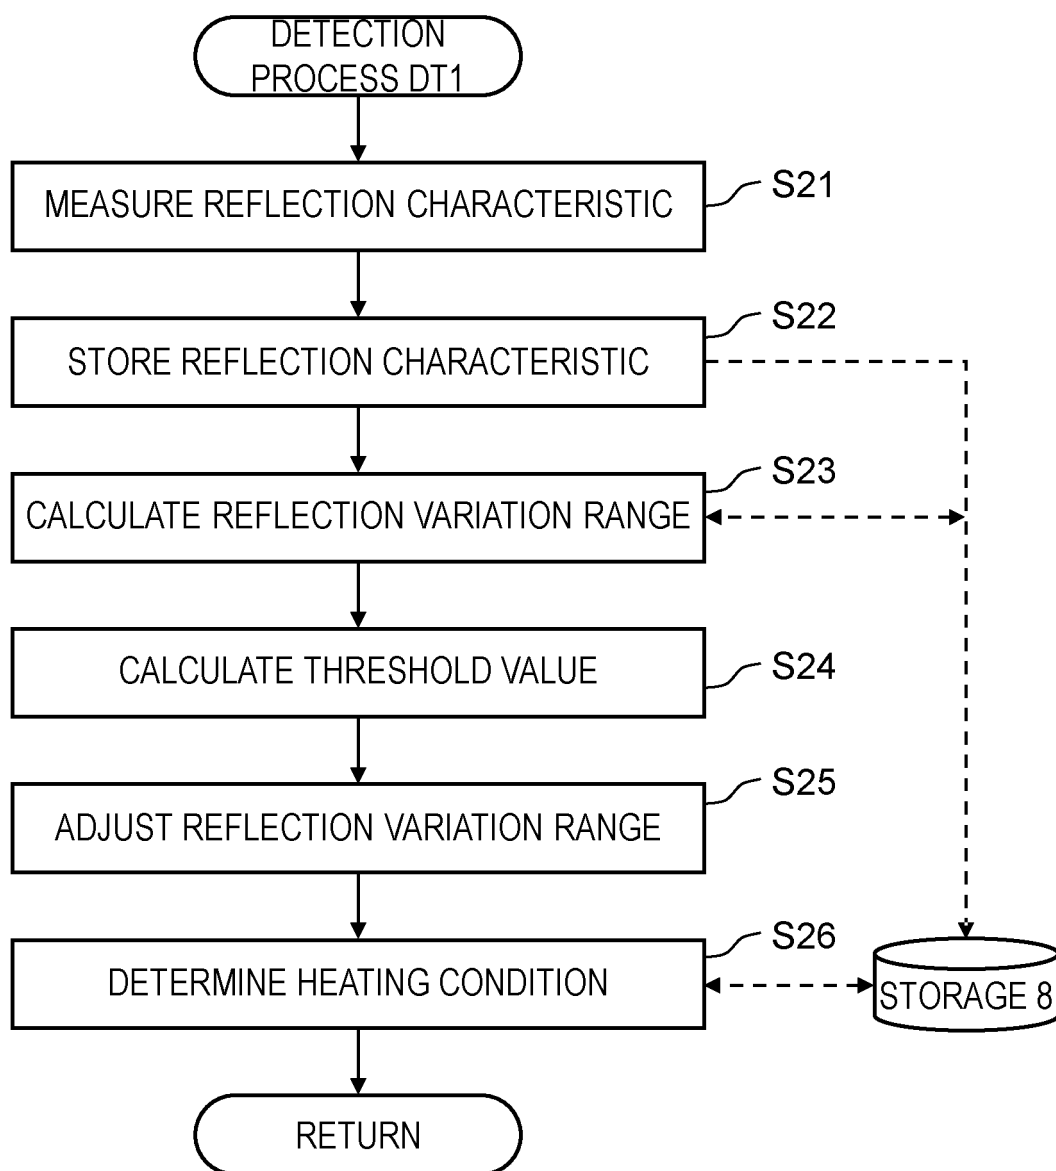 DETECTION
PROCESS DT1
MEASURE REFLECTION CHARACTERISTIC
S21
STORE REFLECTION CHARACTERISTIC
S22
CALCULATE REFLECTION VARIATION RANGE
S23
CALCULATE THRESHOLD VALUE
S24
ADJUST REFLECTION VARIATION RANGE
S25
DETERMINE HEATING CONDITION
S26
STORAGE 8
RETURN